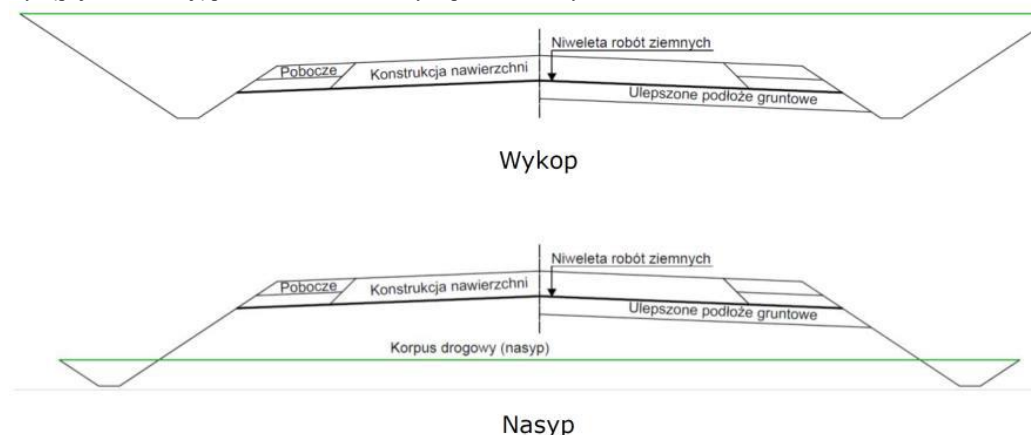 Niweleta robót ziemnych
Pobocze
Konstrukcja nawierzchni
Ulepszone podłoże gruntowe
Wykop
Niweleta robót ziemnych
Pobocze
Konstrukcja nawierzchni
Ulepszone podłoże gruntowe
Korpus drogowy (nasyp)
Nasyp